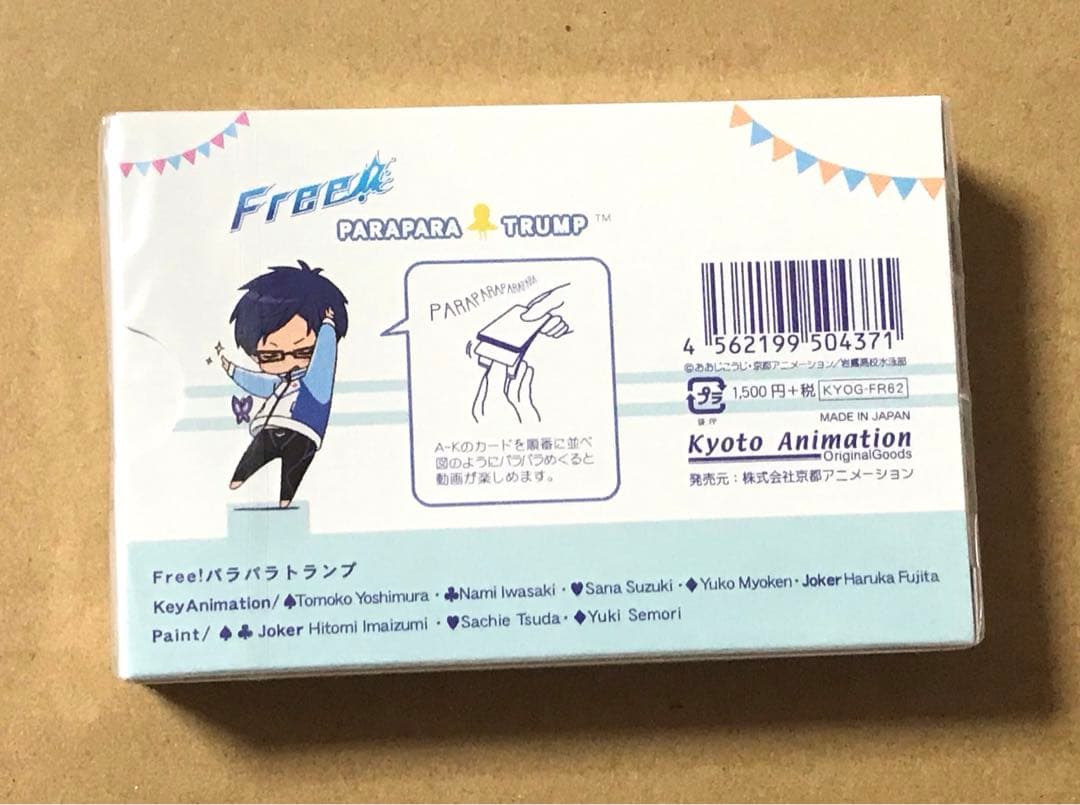 Free!
PARAPARA TRUMP™
PARAPARAPARAPARA
A-Kのカードを順番に並べ
図のようにパラパラめくると
動画が楽しめます。
4 562199 504371
©おおじこうじ・京都アニメーション/岩鳶高校水泳部
プラ 1,500円+税 KYOG-FR62
MADE IN JAPAN
Kyoto Animation
OriginalGoods
発売元:株式会社京都アニメーション
Free!パラパラトランプ
KeyAnimation/♠Tomoko Yoshimura・♣Nami Iwasaki・♥Sana Suzuki・♦Yuko Myoken・Joker Haruka Fujita
Paint/♠♣Joker Hitomi Imaizumi・♥Sachie Tsuda・♦Yuki Semori